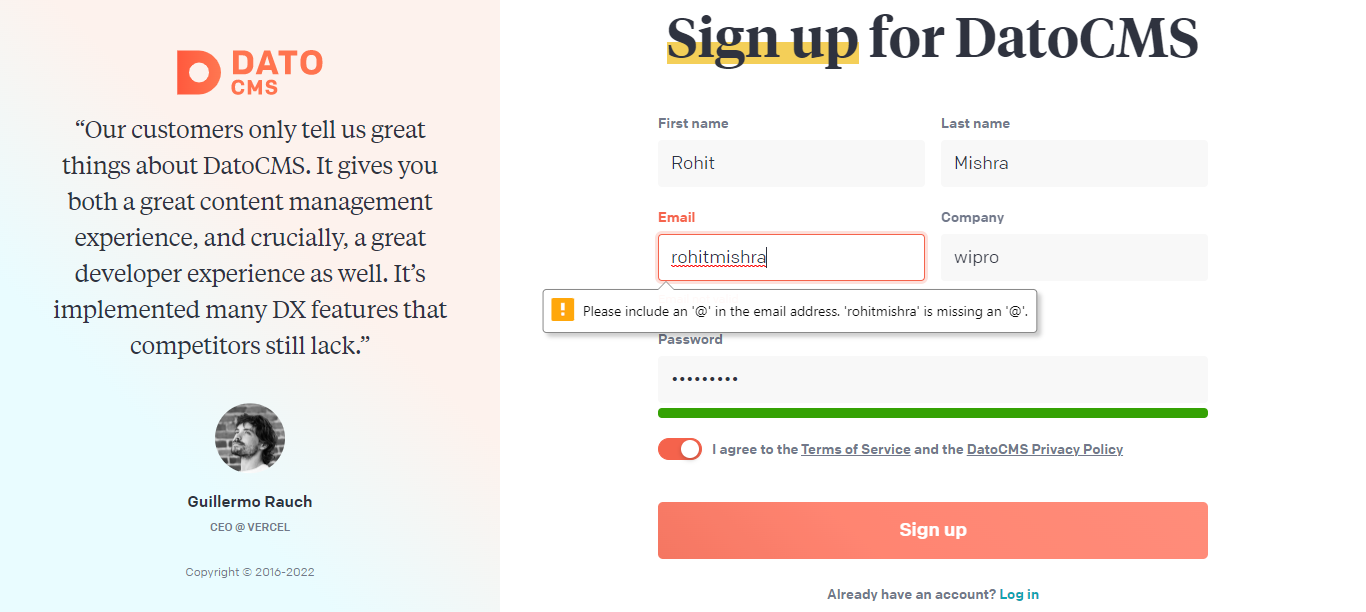 DATO
CMS
“Our customers only tell us great
things about DatoCMS. It gives you
both a great content management
experience, and crucially, a great
developer experience as well. It’s
implemented many DX features that
competitors still lack.”
Guillermo Rauch
CEO @ VERCEL
Copyright © 2016-2022
Sign up for DatoCMS
First name
Last name
Rohit
Mishra
Email
Company
rohitmishra
wipro
Please include an '@' in the email address. 'rohitmishra' is missing an '@'.
Password
•••••••••
I agree to the Terms of Service and the DatoCMS Privacy Policy
Sign up
Already have an account? Log in